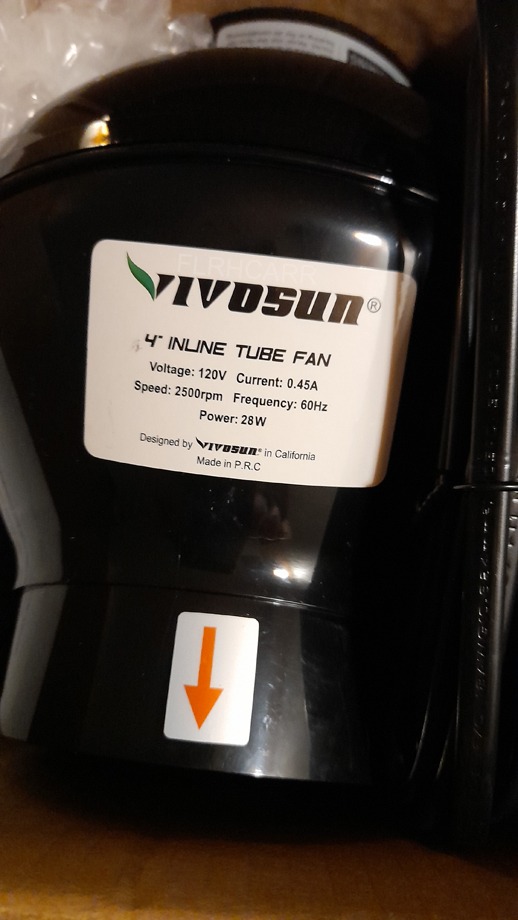 FLRHCARR
VIVOSUN®
4" INLINE TUBE FAN
Voltage: 120V Current: 0.45A
Speed: 2500rpm Frequency: 60Hz
Power: 28W
Designed by VIVOSUN® in California
Made in P.R.C